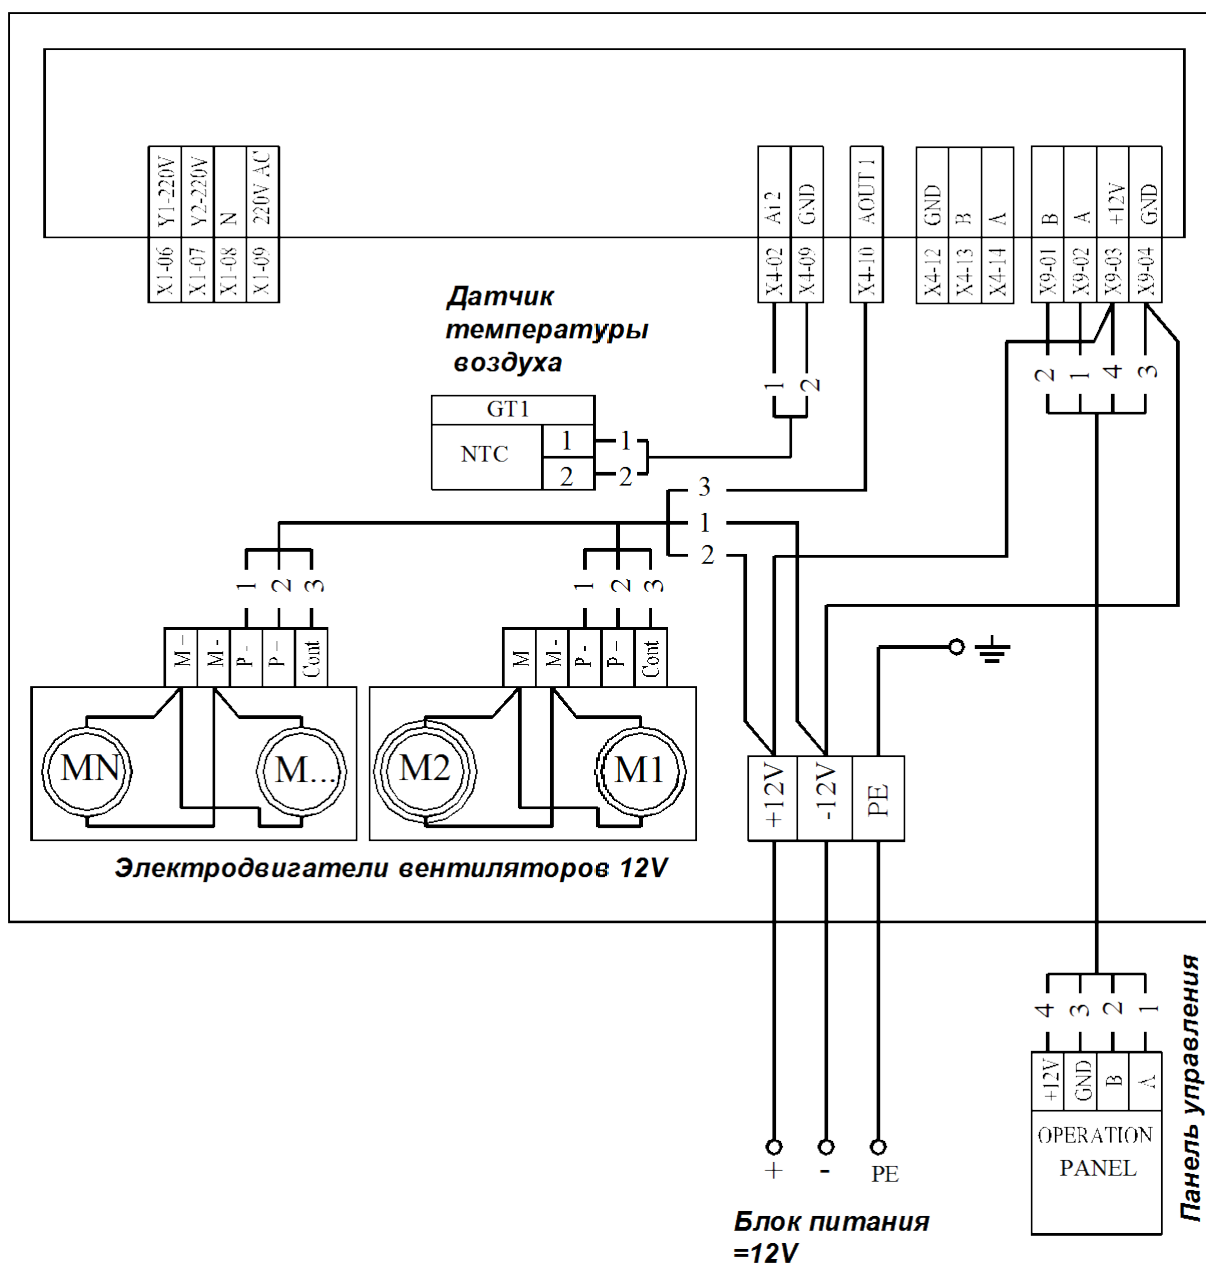 Y1-220V
Y2-220V
N
220V AC
Ai 2
GND
AOUT 1
GND
B
A
B
A
+12V
GND
X1-06
X1-07
X1-08
X1-09
X4-02
X4-09
X4-10
X4-12
X4-13
X4-14
X9-01
X9-02
X9-03
X9-04
Датчик
температуры
воздуха
1
2
2
1
4
3
GT1
NTC
1
2
1
2
3
1
2
1
2
3
1
2
3
M –
M -
P -
P –
Cont
M
M -
P -
P –
Cont
MN
M...
M2
M1
+12V
-12V
PE
Электродвигатели вентиляторов 12V
4
3
2
1
+12V
GND
B
A
OPERATION
PANEL
Панель управления
+
-
PE
Блок питания
=12V